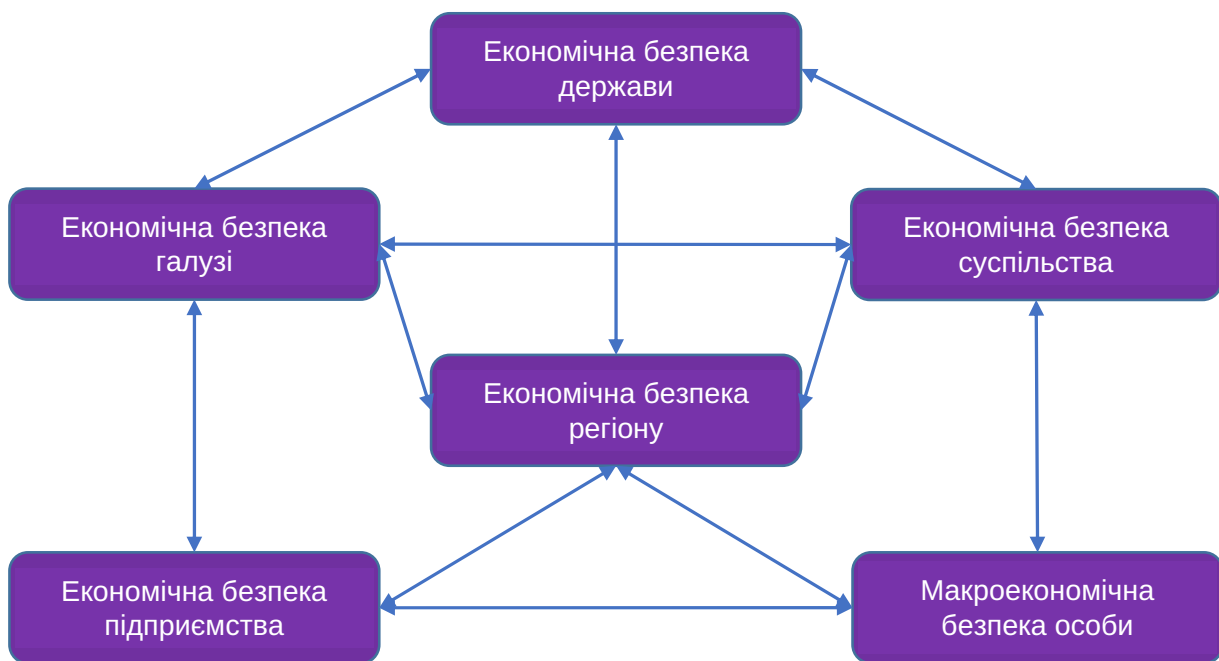 Економічна безпека
держави
Економічна безпека
галузі
Економічна безпека
суспільства
Економічна безпека
регіону
Економічна безпека
підприємства
Макроекономічна
безпека особи